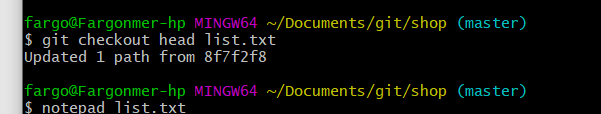 fargo@Fargonmer-hp MINGW64 ~/Documents/git/shop (master)
$ git checkout head list.txt
Updated 1 path from 8f7f2f8
fargo@Fargonmer-hp MINGW64 ~/Documents/git/shop (master)
$ notepad list.txt